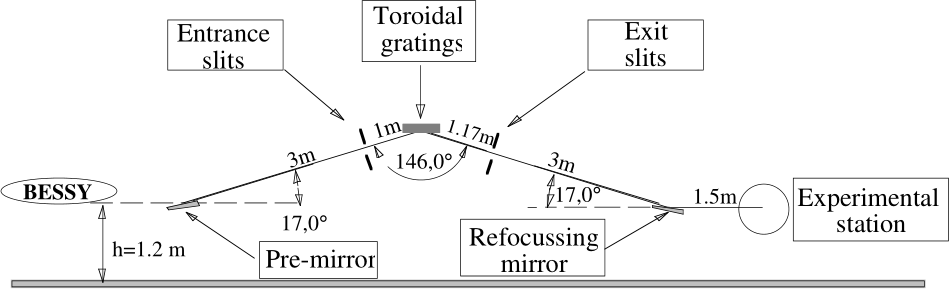 Toroidal
gratings
Entrance
slits
Exit
slits
1m
1.17m
3m
146,0°
3m
BESSY
17,0°
17,0°
1.5m
Experimental
station
h=1.2 m
Pre-mirror
Refocussing
mirror